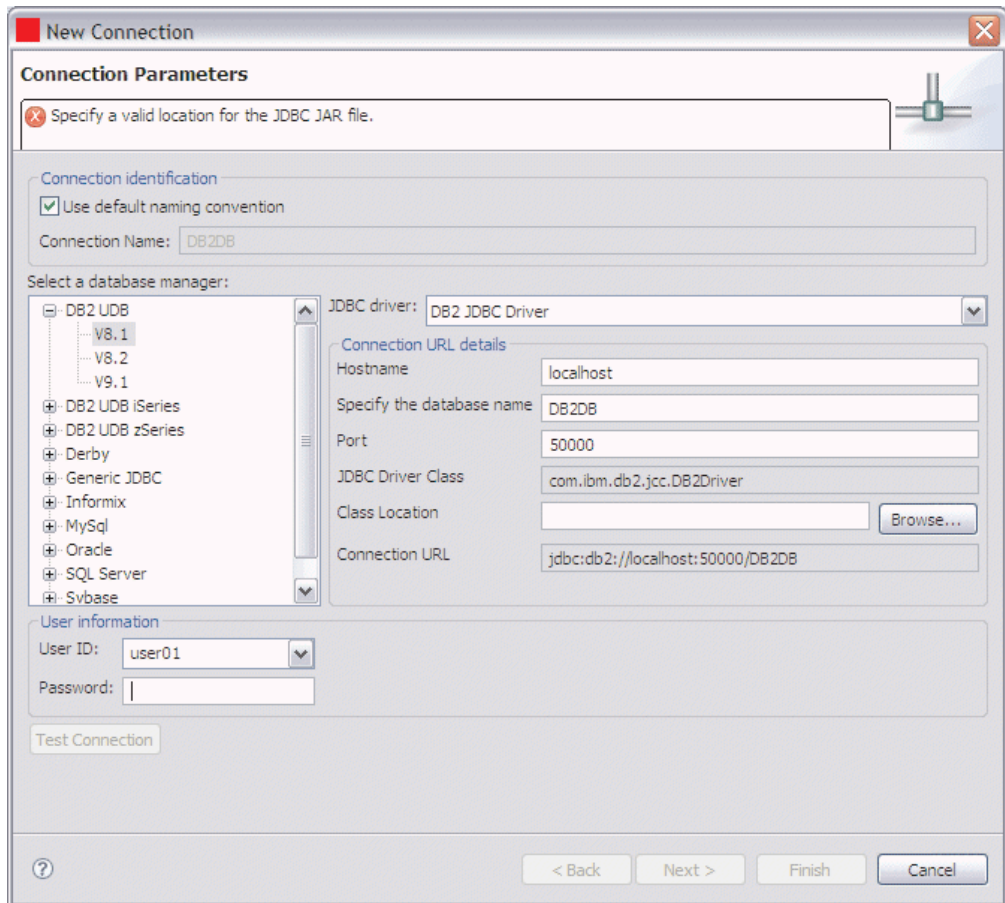 New Connection
Connection Parameters
Specify a valid location for the JDBC JAR file.
Connection identification
Use default naming convention
Connection Name: DB2DB
Select a database manager:
DB2 UDB
V8.1
V8.2
V9.1
DB2 UDB iSeries
DB2 UDB zSeries
Derby
Generic JDBC
Informix
MySql
Oracle
SQL Server
Sybase
JDBC driver: DB2 JDBC Driver
Connection URL details
Hostname localhost
Specify the database name DB2DB
Port 50000
JDBC Driver Class com.ibm.db2.jcc.DB2Driver
Class Location Browse...
Connection URL jdbc:db2://localhost:50000/DB2DB
User information
User ID: user01
Password:
Test Connection
? < Back Next > Finish Cancel